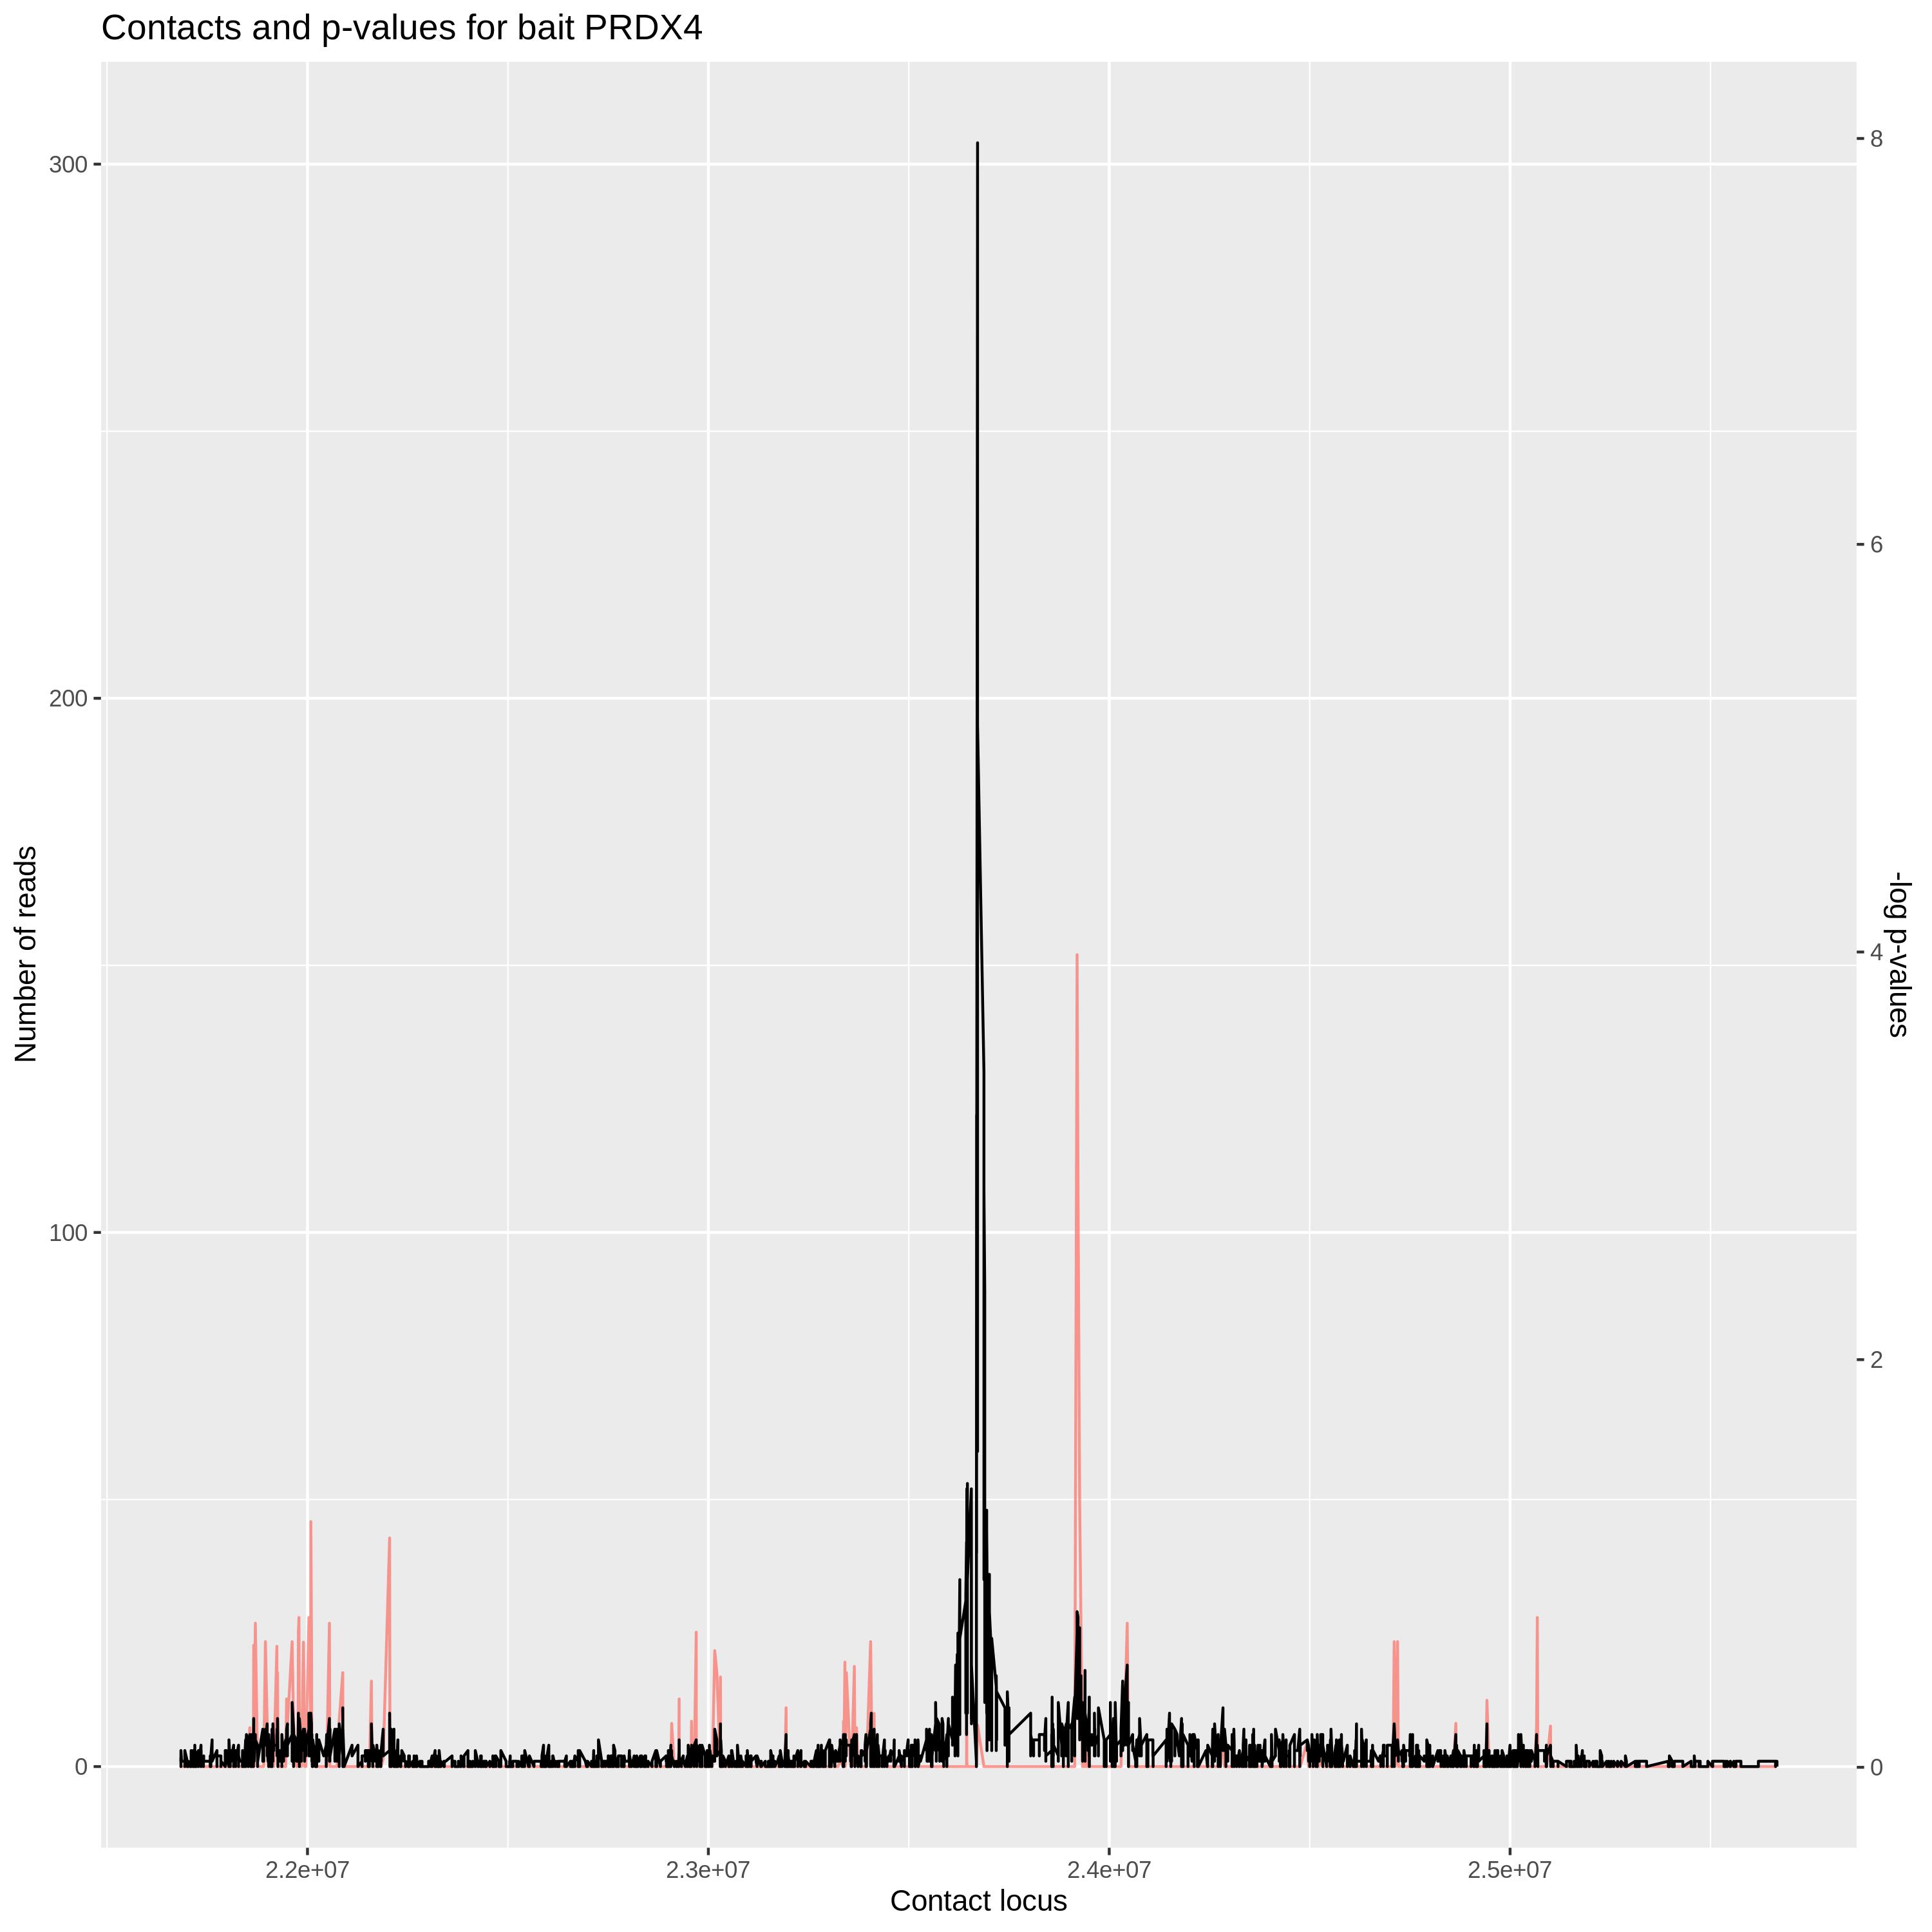 Contacts and p-values for bait PRDX4
300
200
100
0
Number of reads
8
6
4
2
0
-log p-values
2.2e+07
2.3e+07
2.4e+07
2.5e+07
Contact locus